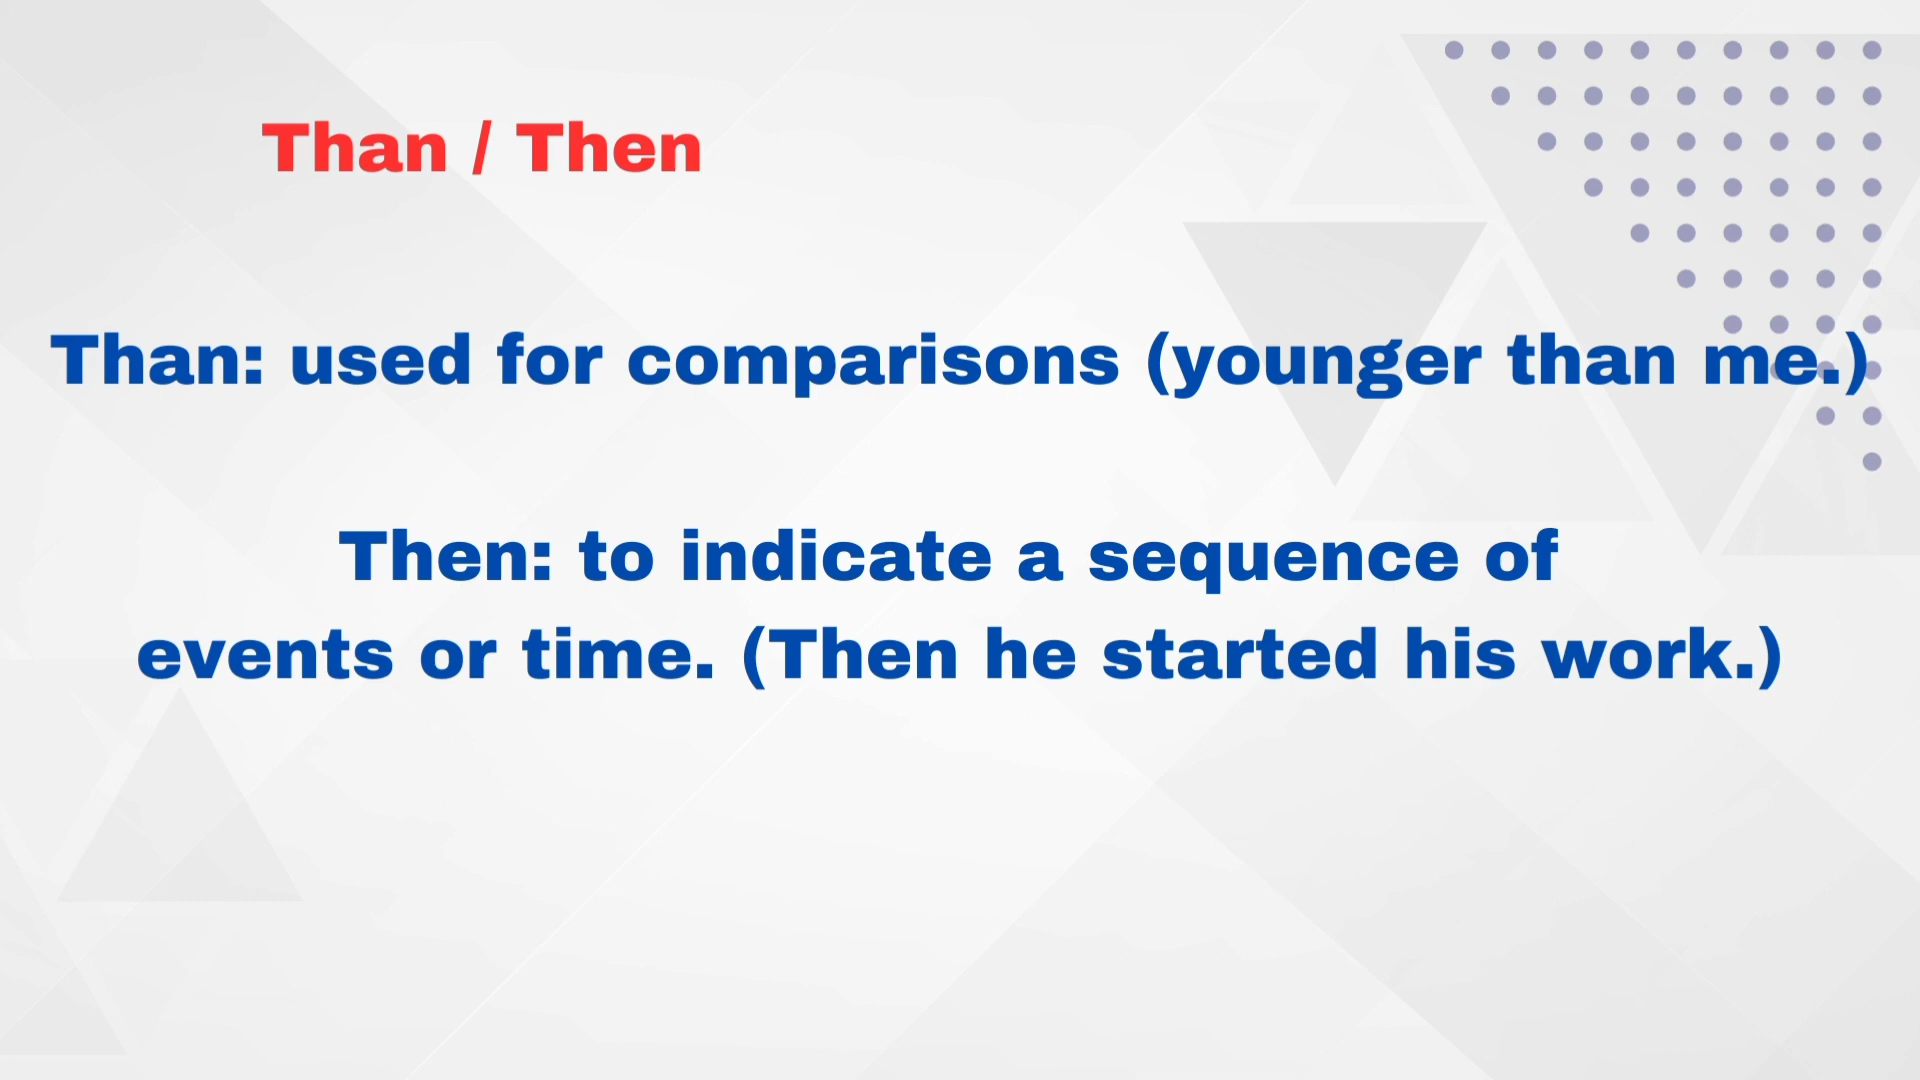 Than / Then
Than: used for comparisons (younger than me.)
Then: to indicate a sequence of
events or time. (Then he started his work.)